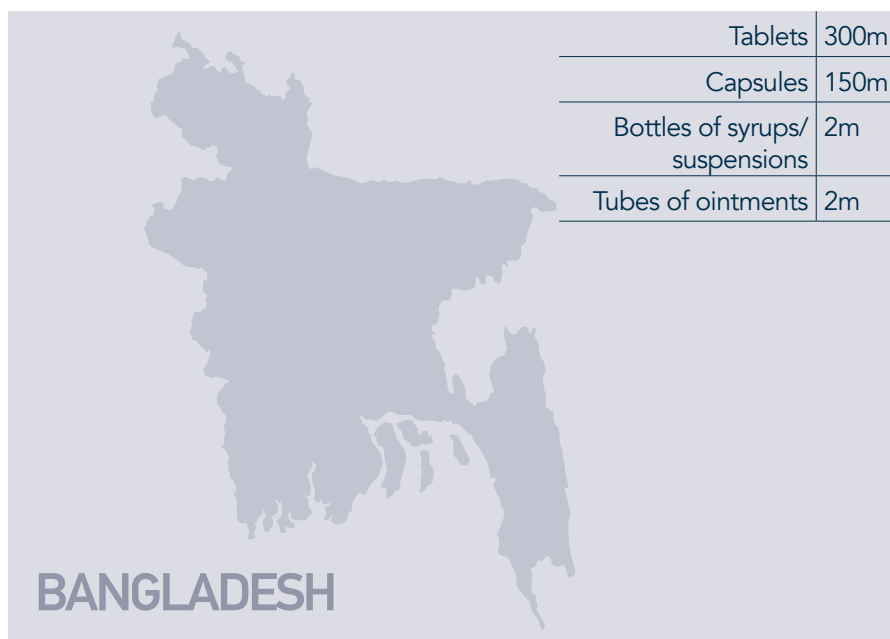 Tablets 300m
Capsules 150m
Bottles of syrups/ 2m
suspensions
Tubes of ointments 2m
BANGLADESH